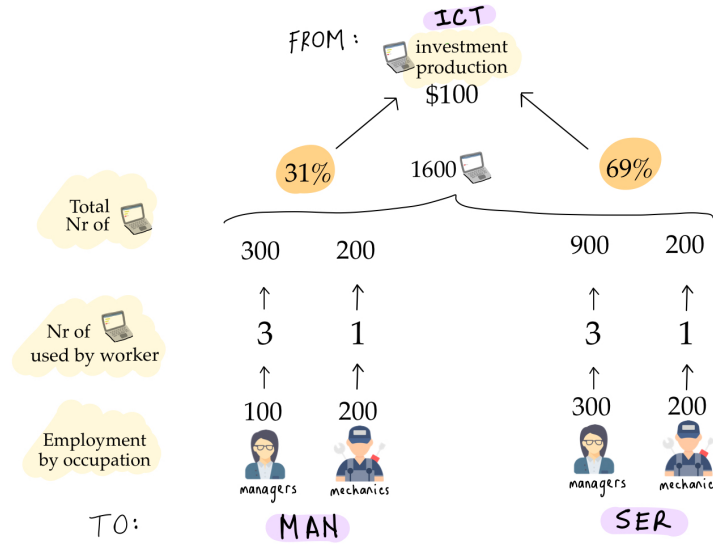 ICT
FROM:
investment
production
$100
31%
1600
69%
Total
Nr of
300 200 900 200
Nr of
used by worker
3 1 3 1
100 200 300 200
Employment
by occupation
managers mechanics managers mechanic
TO: MAN SER